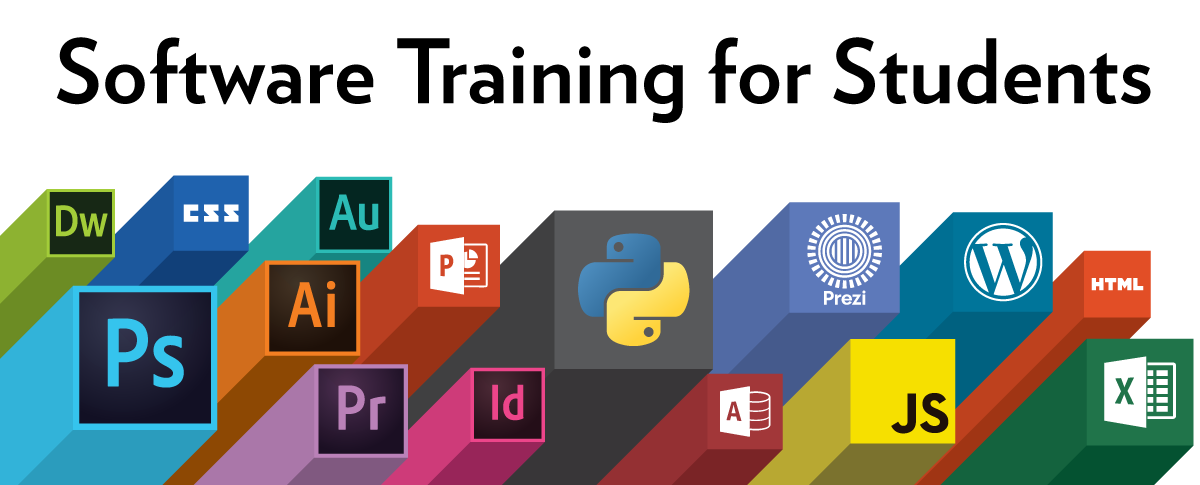 Software Training for Students
Dw
CSS
Au
P
Prezi
W
HTML
Ps
Ai
Pr
Id
A
JS
X